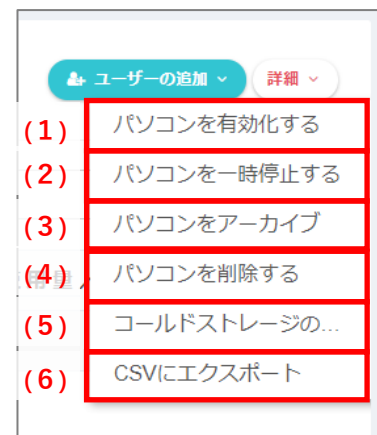 ユーザーの追加
詳細
(1) パソコンを有効化する
(2) パソコンを一時停止する
(3) パソコンをアーカイブ
(4) パソコンを削除する
(5) コールドストレージの...
(6) CSVにエクスポート